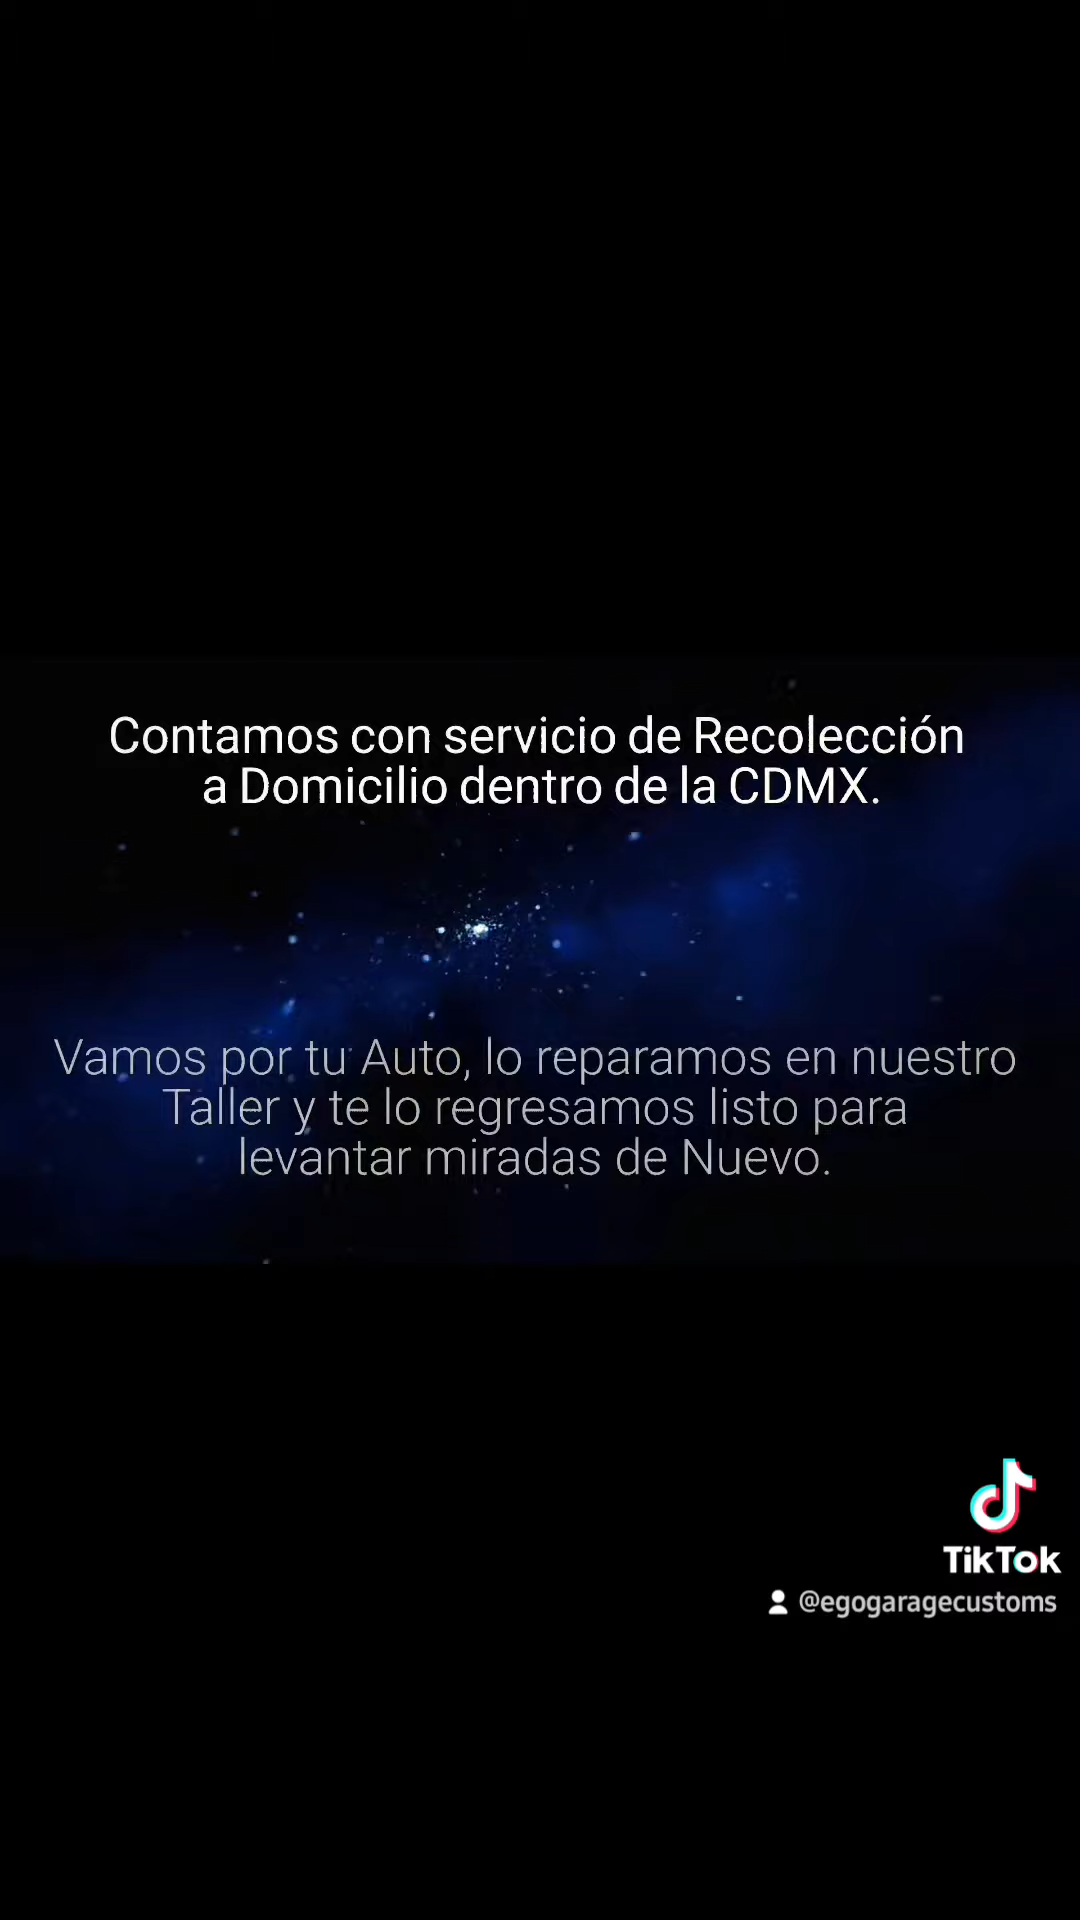 Contamos con servicio de Recolección
a Domicilio dentro de la CDMX.
Vamos por tu Auto, lo reparamos en nuestro
Taller y te lo regresamos listo para
levantar miradas de Nuevo.
TikTok
@egogaragecustoms